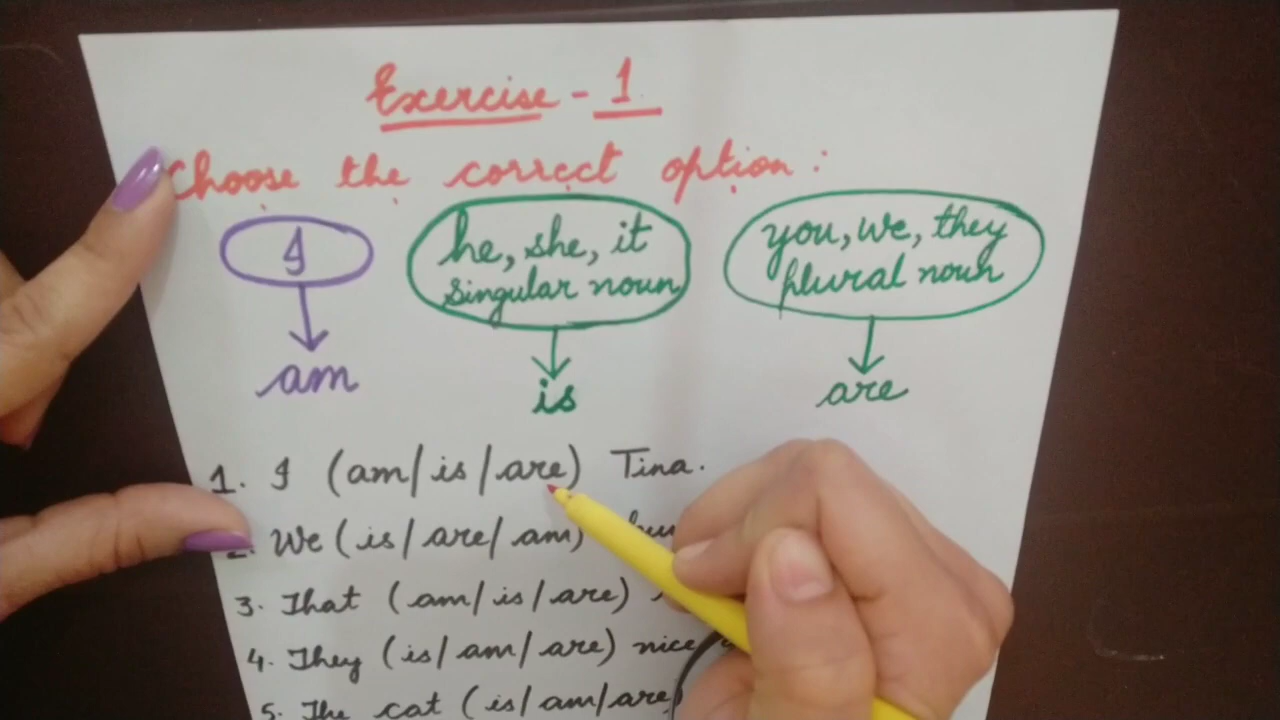 Exercise - 1
Choose the correct option :
I
he, she, it
singular noun
you, we, they
plural noun
am
is
are
1. I (am/is/are) Tina.
2. We (is/are/am)
3. That (am/is/are)
4. They (is/am/are) nice
5. The cat (is/am/are)